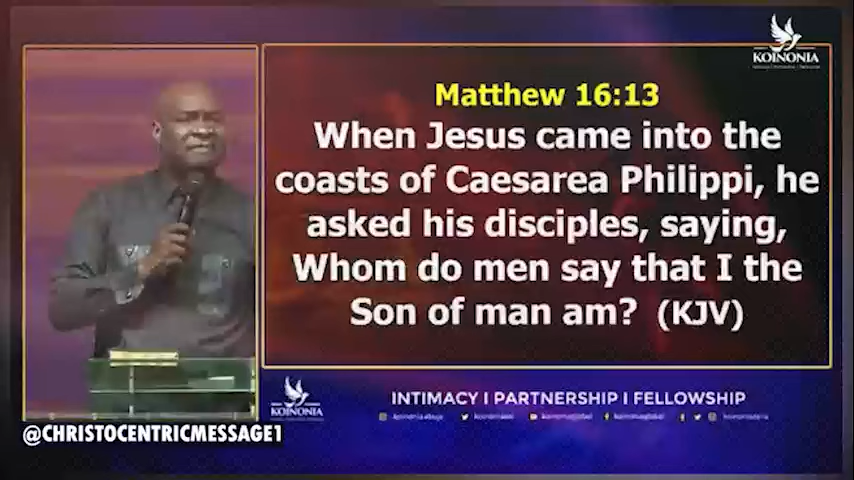 KOINONIA
Matthew 16:13
When Jesus came into the
coasts of Caesarea Philippi, he
asked his disciples, saying,
Whom do men say that I the
Son of man am? (KJV)
KOINONIA
INTIMACY I PARTNERSHIP I FELLOWSHIP
@CHRISTOCENTRICMESSAGE1